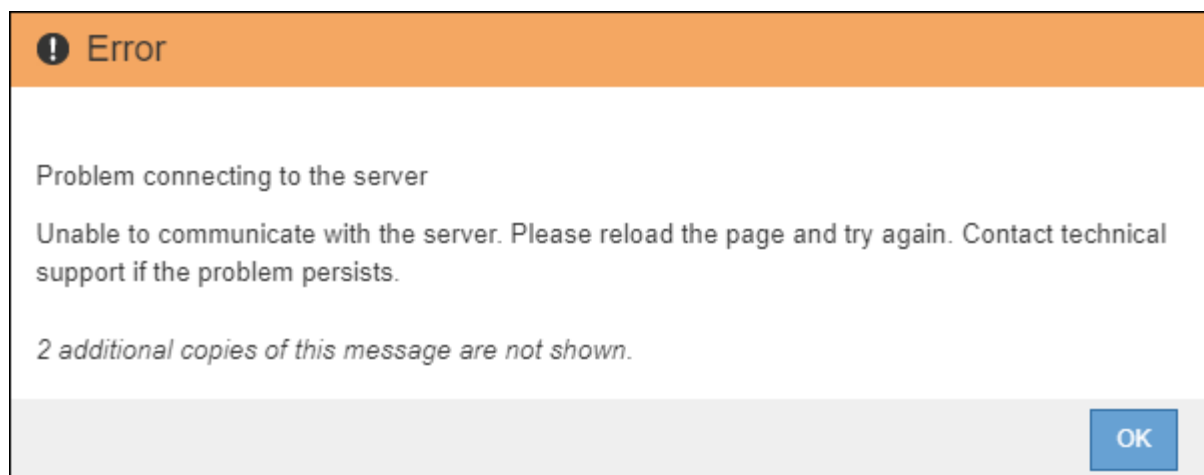 Error
Problem connecting to the server
Unable to communicate with the server. Please reload the page and try again. Contact technical
support if the problem persists.
2 additional copies of this message are not shown.
OK